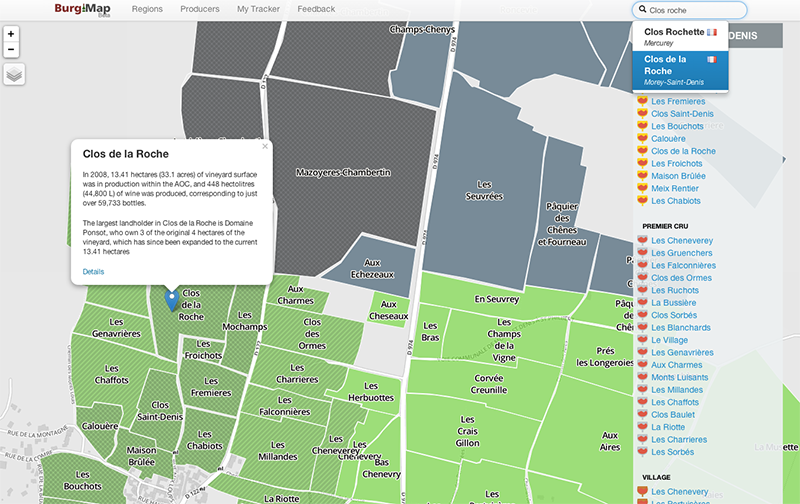 BurgMap
Beta
Regions
Producers
My Tracker
Feedback
Clos roche
Clos Rochette
Mercurey
Clos de la
Roche
Morey-Saint-Denis
DENIS
Les Fremieres
Clos Saint-Denis
Les Bouchots
Calouère
Clos de la Roche
Les Froichots
Maison Brûlée
Meix Rentier
Les Chabiots
PREMIER CRU
Les Cheneverey
Les Gruenchers
Les Falconnières
Clos des Ormes
Les Ruchots
La Bussière
Clos Sorbés
Les Blanchards
Le Village
Les Genavrières
Aux Charmes
Monts Luisants
Les Millandes
Les Chaffots
Clos Baulet
La Riotte
Les Charrieres
Les Sorbés
VILLAGE
Les Chenevery
+
−
Clos de la Roche
×
In 2008, 13.41 hectares (33.1 acres) of vineyard surface
was in production within the AOC, and 448 hectolitres
(44,800 L) of wine was produced, corresponding to just
over 59,733 bottles.
The largest landholder in Clos de la Roche is Domaine
Ponsot, who own 3 of the original 4 hectares of the
vineyard, which has since been expanded to the current
13.41 hectares
Details
Champs-Chenys
D 974
Mazoyeres-Chambertin
Les
Seuvrées
Pâquier
des
Chênes
et Fourneau
D 974
Aux
Echezeaux
Clos
de la
Roche
Les
Mochamps
Aux
Charmes
Aux
Cheseaux
En Seuvrey
Les
Genavrières
Les
Froichots
Clos
des
Ormes
Les
Bras
Les
Champs
de la
Vigne
Prés
les Longeroies
D 122
D 974
Les
Chaffots
Les
Fremieres
Les
Charrieres
Les
Herbuottes
Corvée
Creunille
Clos
Saint-Denis
Les
Falconnières
Calouère
Les
Chabiots
Les
Millandes
Les
Cheneverey
Les
Chenevery
Les
Crais
Gillon
Aux
Aires
RUE DE LA MONTAGNE
Maison
Brûlée
Bas
Chenevry
Les
Bouchots
D 122
La Riotte